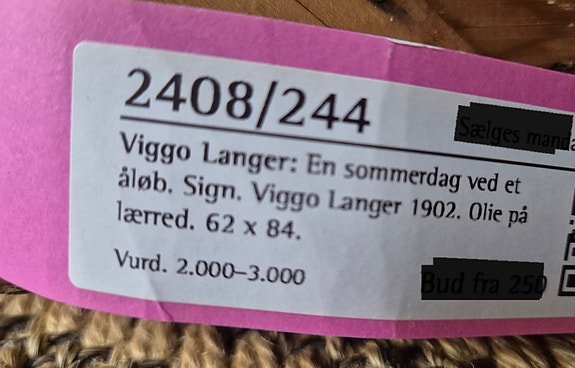 2408/244
Sælges manda
Viggo Langer: En sommerdag ved et
åløb. Sign. Viggo Langer 1902. Olie på
lærred. 62 x 84.
Vurd. 2.000–3.000
Bud fra 250